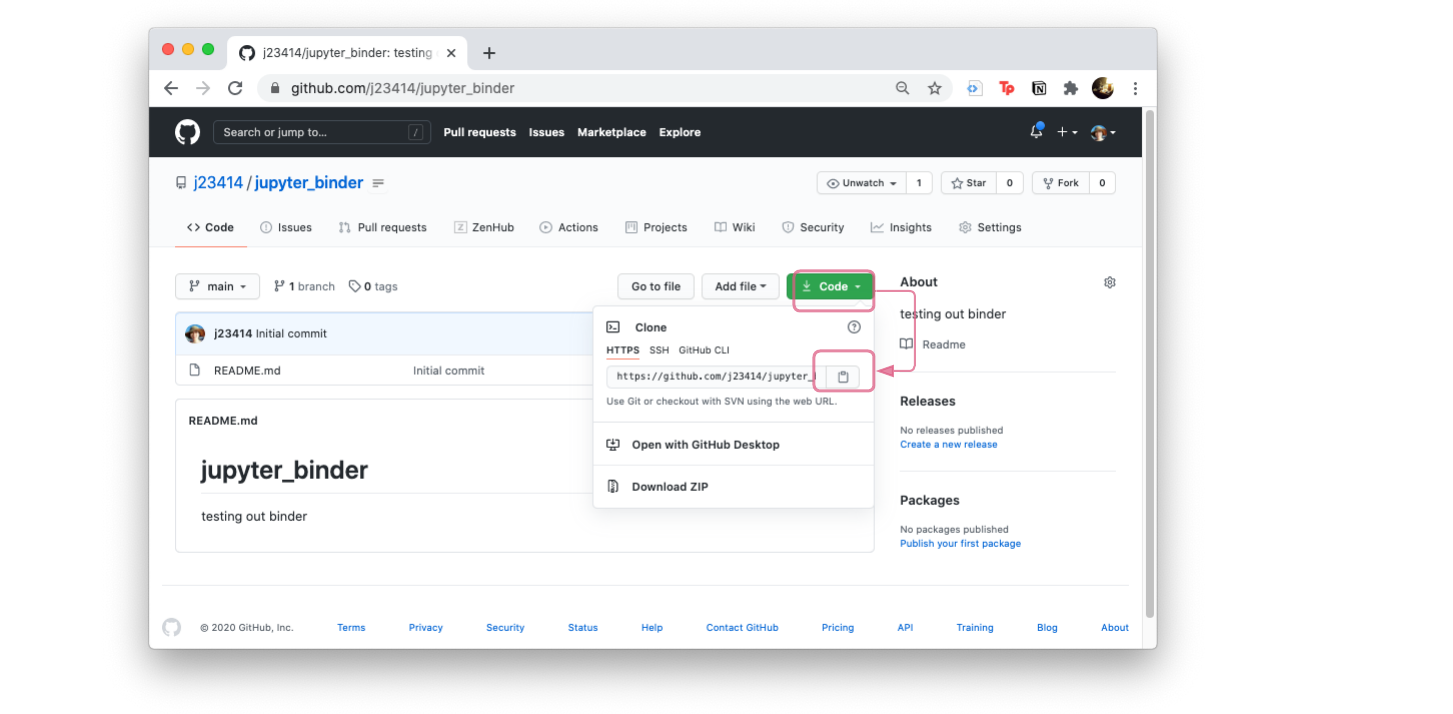 j23414/jupyter_binder: testing
github.com/j23414/jupyter_binder
Search or jump to... / Pull requests Issues Marketplace Explore
j23414 / jupyter_binder
Unwatch 1 Star 0 Fork 0
Code Issues Pull requests ZenHub Actions Projects Wiki Security Insights Settings
main 1 branch 0 tags Go to file Add file Code
About
testing out binder
Readme
j23414 Initial commit
README.md Initial commit
Clone
HTTPS SSH GitHub CLI
https://github.com/j23414/jupyter_
Use Git or checkout with SVN using the web URL.
Open with GitHub Desktop
Download ZIP
README.md
jupyter_binder
testing out binder
Releases
No releases published
Create a new release
Packages
No packages published
Publish your first package
© 2020 GitHub, Inc. Terms Privacy Security Status Help Contact GitHub Pricing API Training Blog About